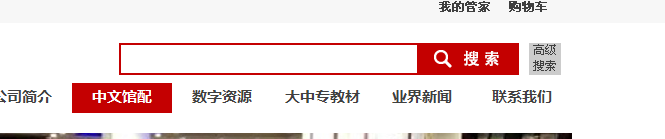 我的管家 购物车
搜 索
高级
搜索
公司简介 中文馆配 数字资源 大中专教材 业界新闻 联系我们